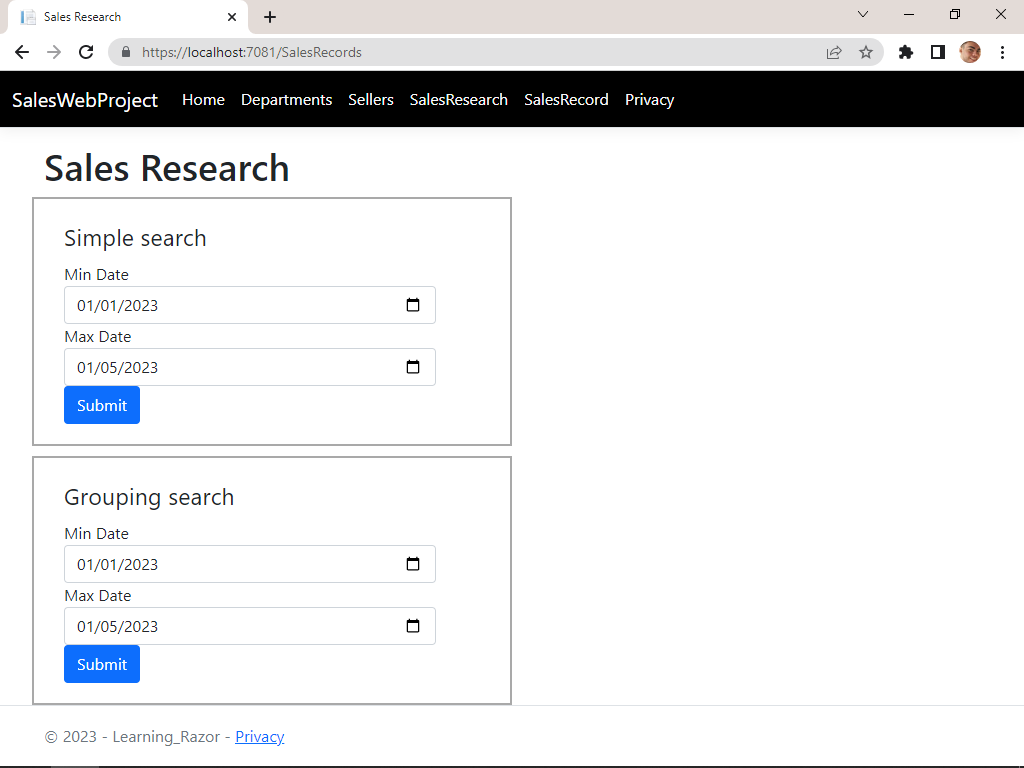 Sales Research
https://localhost:7081/SalesRecords
SalesWebProject Home Departments Sellers SalesResearch SalesRecord Privacy
Sales Research
Simple search
Min Date
01/01/2023
Max Date
01/05/2023
Submit
Grouping search
Min Date
01/01/2023
Max Date
01/05/2023
Submit
© 2023 - Learning_Razor - Privacy